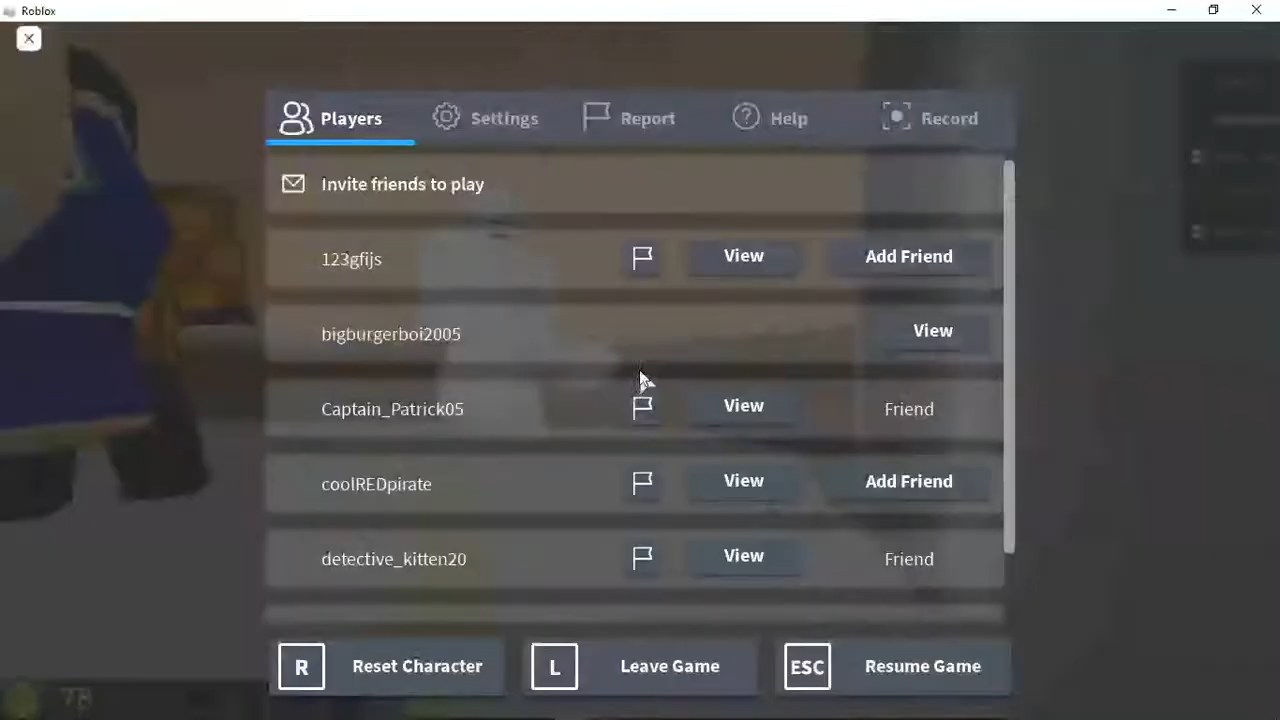 Roblox
Players Settings Report Help Record
Invite friends to play
123gfijs View Add Friend
bigburgerboi2005 View
Captain_Patrick05 View Friend
coolREDpirate View Add Friend
detective_kitten20 View Friend
R Reset Character L Leave Game ESC Resume Game
78